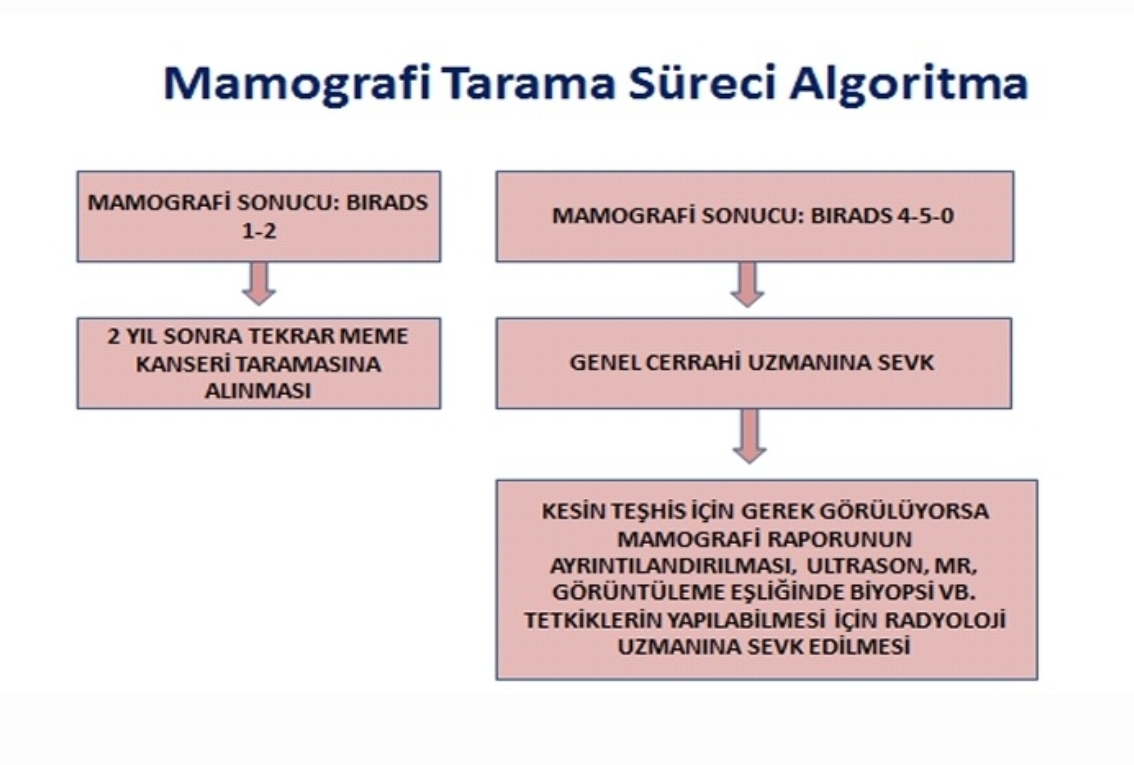 Mamografi Tarama Süreci Algoritma
MAMOGRAFİ SONUCU: BIRADS
1-2
2 YIL SONRA TEKRAR MEME
KANSERİ TARAMASINA
ALINMASI
MAMOGRAFİ SONUCU: BIRADS 4-5-0
GENEL CERRAHİ UZMANINA SEVK
KESİN TEŞHİS İÇİN GEREK GÖRÜLÜYORSA
MAMOGRAFİ RAPORUNUN
AYRINTILANDIRILMASI, ULTRASON, MR,
GÖRÜNTÜLEME EŞLİĞİNDE BİYOPSİ VB.
TETKİKLERİN YAPILABİLMESİ İÇİN RADYOLOJİ
UZMANINA SEVK EDİLMESİ